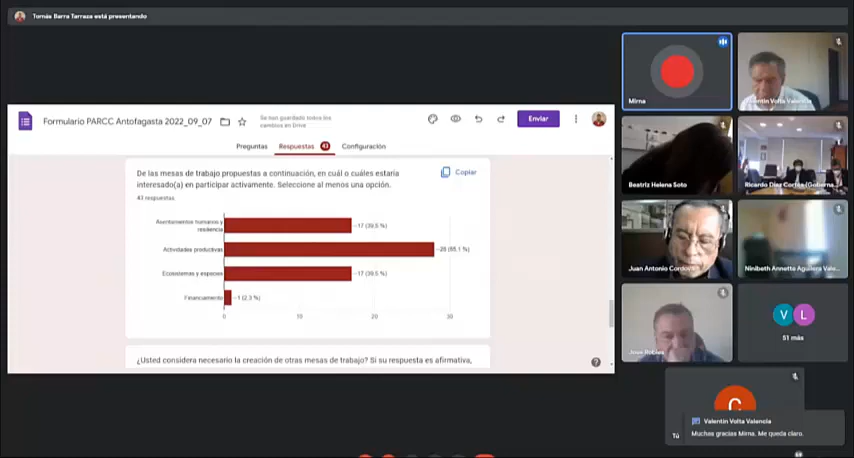 Tomás Barra Tarraza está presentando
Formulario PARCC Antofagasta 2022_09_07
Se han guardado todos los
cambios en Drive
Enviar
Preguntas
Respuestas 43
Configuración
De las mesas de trabajo propuestas a continuación, en cuál o cuáles estaría
interesado(a) en participar activamente. Seleccione al menos una opción.
Copiar
43 respuestas
Asentamientos humanos y
resiliencia
17 (39,5 %)
Actividades productivas
28 (65,1 %)
Ecosistemas y especies
17 (39,5 %)
Financiamiento
1 (2,3 %)
0 10 20 30
¿Usted considera necesario la creación de otras mesas de trabajo? Si su respuesta es afirmativa,
Mirna
Valentín Volta Valencia
Beatriz Helena Soto
Ricardo Díaz Cortes (Goberna...
Juan Antonio
Ninibeth Annetta Aguilera Vale...
Jose Robles
V L
51 más
C
Tú
Valentín Volta Valencia
Muchas gracias Mirna. Me queda claro.